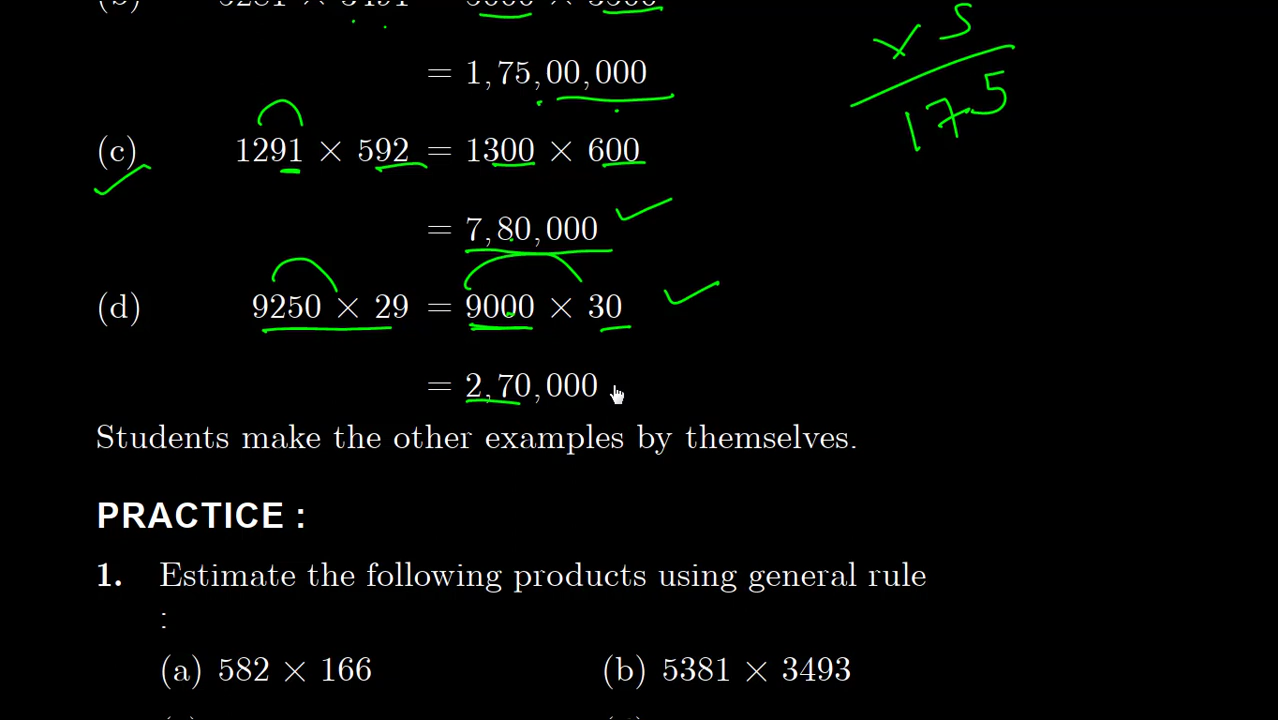 = 1,75,00,000
× 5
175
(c) 1291 × 592 = 1300 × 600
= 7,80,000
(d) 9250 × 29 = 9000 × 30
= 2,70,000
Students make the other examples by themselves.
PRACTICE :
1. Estimate the following products using general rule
:
(a) 582 × 166 (b) 5381 × 3493